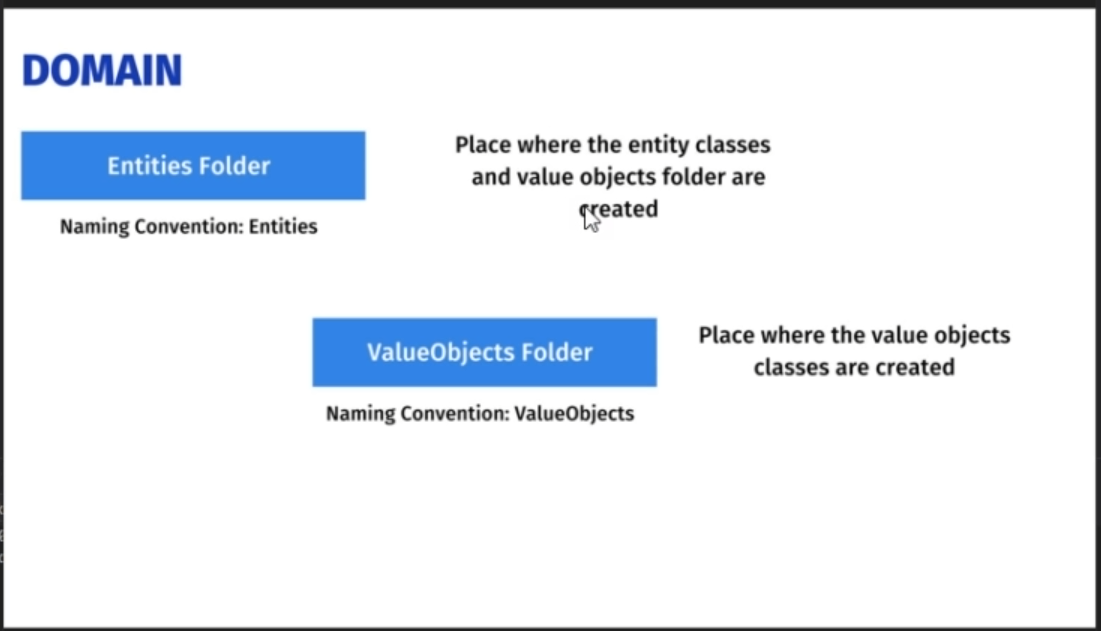 DOMAIN
Entities Folder
Naming Convention: Entities
Place where the entity classes
and value objects folder are
created
ValueObjects Folder
Naming Convention: ValueObjects
Place where the value objects
classes are created